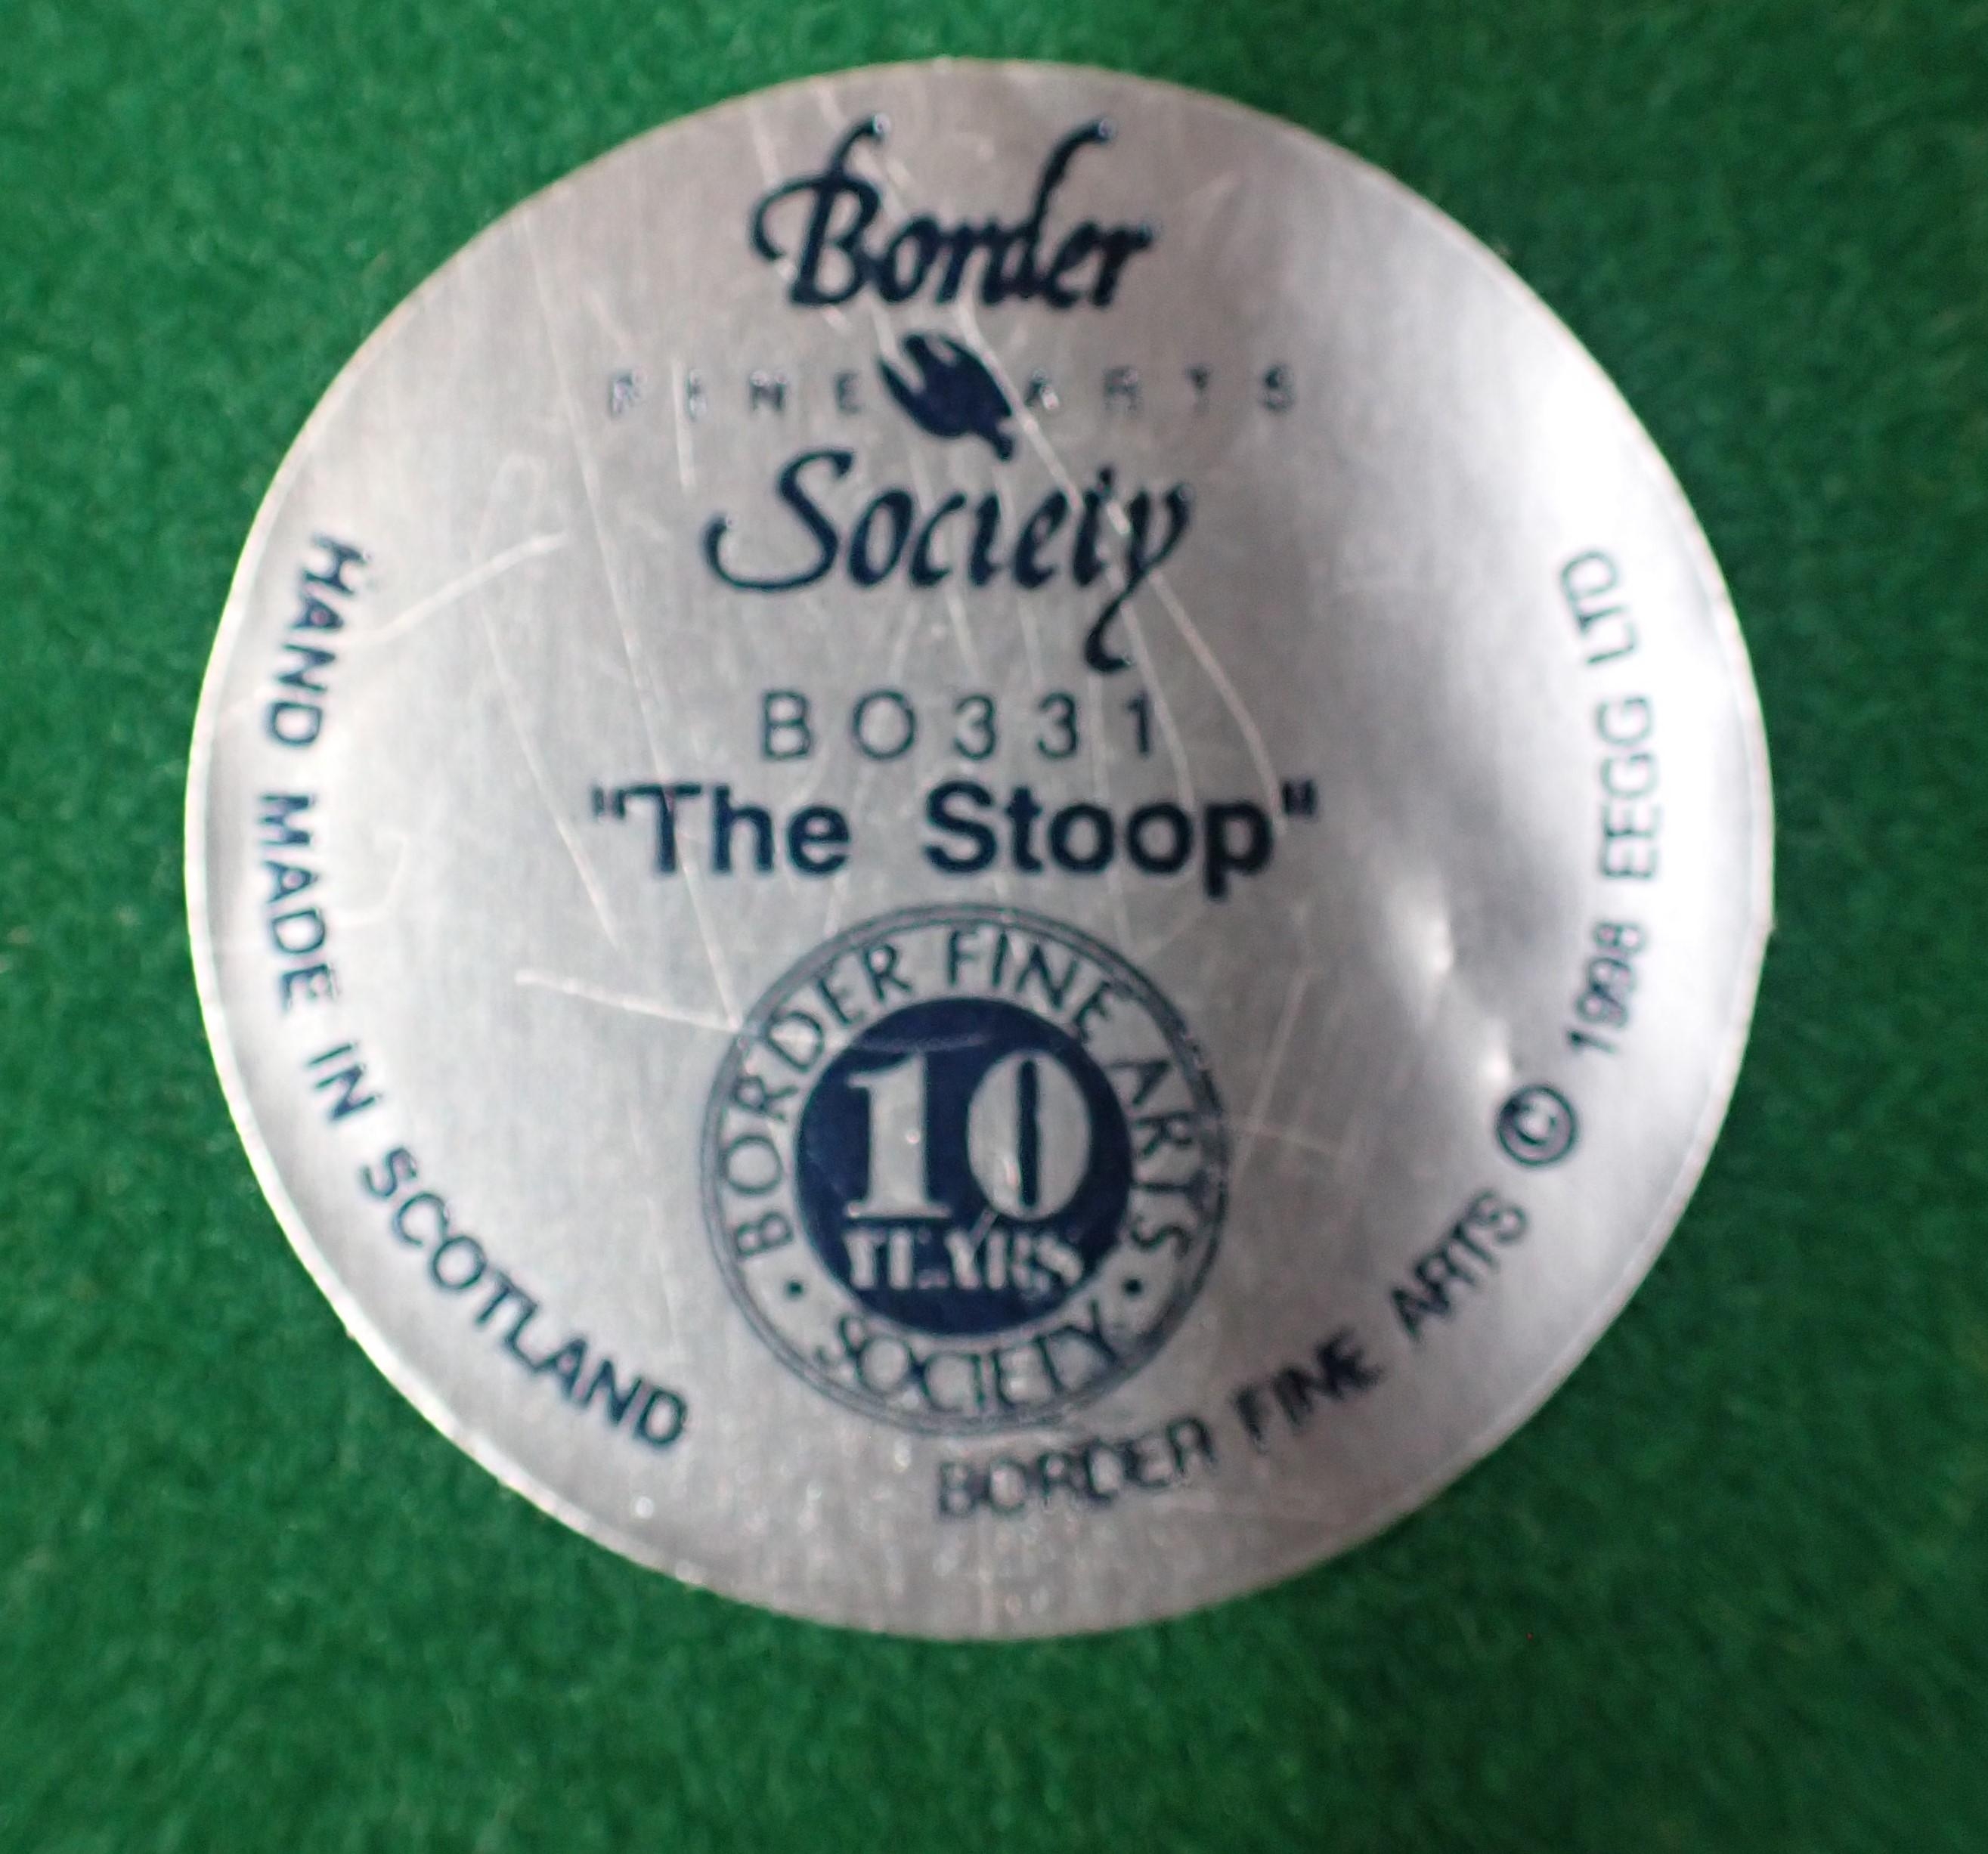 Border
FINE ARTS
Society
BO331
"The Stoop"
BORDER FINE ARTS
10
YEARS
SOCIETY
HAND MADE IN SCOTLAND
BORDER FINE ARTS © 1998 EEGG LTD